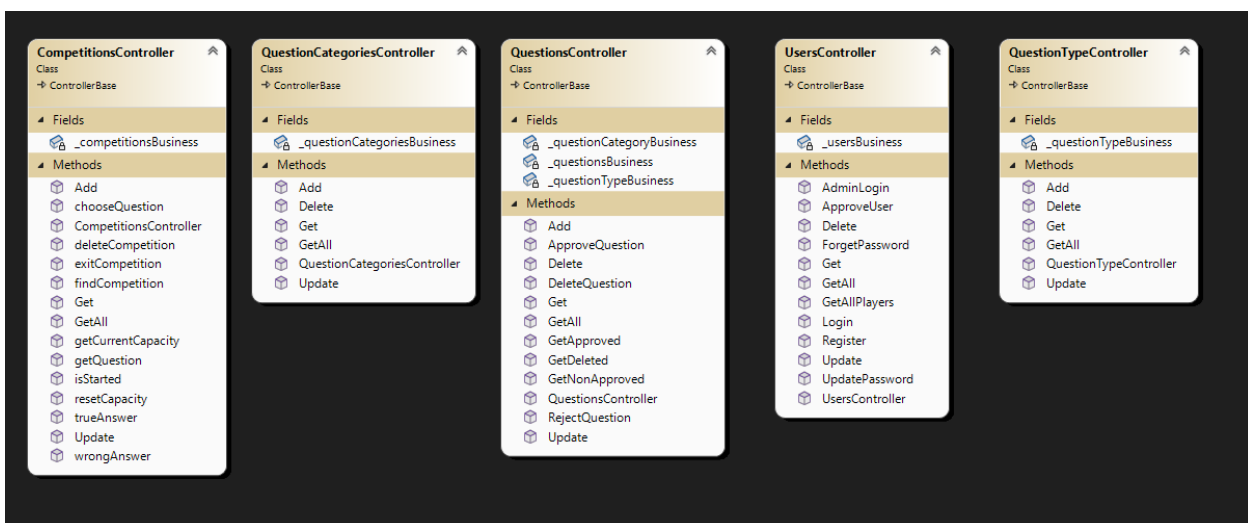 CompetitionsController
Class
ControllerBase
Fields
_competitionsBusiness
Methods
Add
chooseQuestion
CompetitionsController
deleteCompetition
exitCompetition
findCompetition
Get
GetAll
getCurrentCapacity
getQuestion
isStarted
resetCapacity
trueAnswer
Update
wrongAnswer
QuestionCategoriesController
Class
ControllerBase
Fields
_questionCategoriesBusiness
Methods
Add
Delete
Get
GetAll
QuestionCategoriesController
Update
QuestionsController
Class
ControllerBase
Fields
_questionCategoryBusiness
_questionsBusiness
_questionTypeBusiness
Methods
Add
ApproveQuestion
Delete
DeleteQuestion
Get
GetAll
GetApproved
GetDeleted
GetNonApproved
QuestionsController
RejectQuestion
Update
UsersController
Class
ControllerBase
Fields
_usersBusiness
Methods
AdminLogin
ApproveUser
Delete
ForgetPassword
Get
GetAll
GetAllPlayers
Login
Register
Update
UpdatePassword
UsersController
QuestionTypeController
Class
ControllerBase
Fields
_questionTypeBusiness
Methods
Add
Delete
Get
GetAll
QuestionTypeController
Update